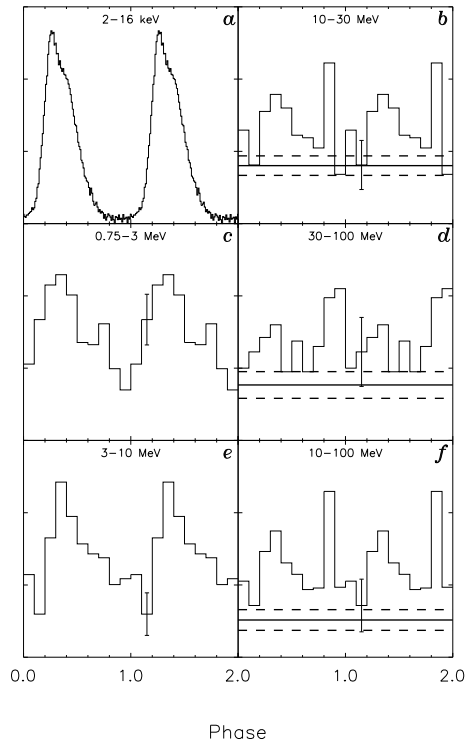 2-16 keV a
10-30 MeV b
0.75-3 MeV c
30-100 MeV d
3-10 MeV e
10-100 MeV f
0.0 1.0 2.0 1.0 2.0
Phase